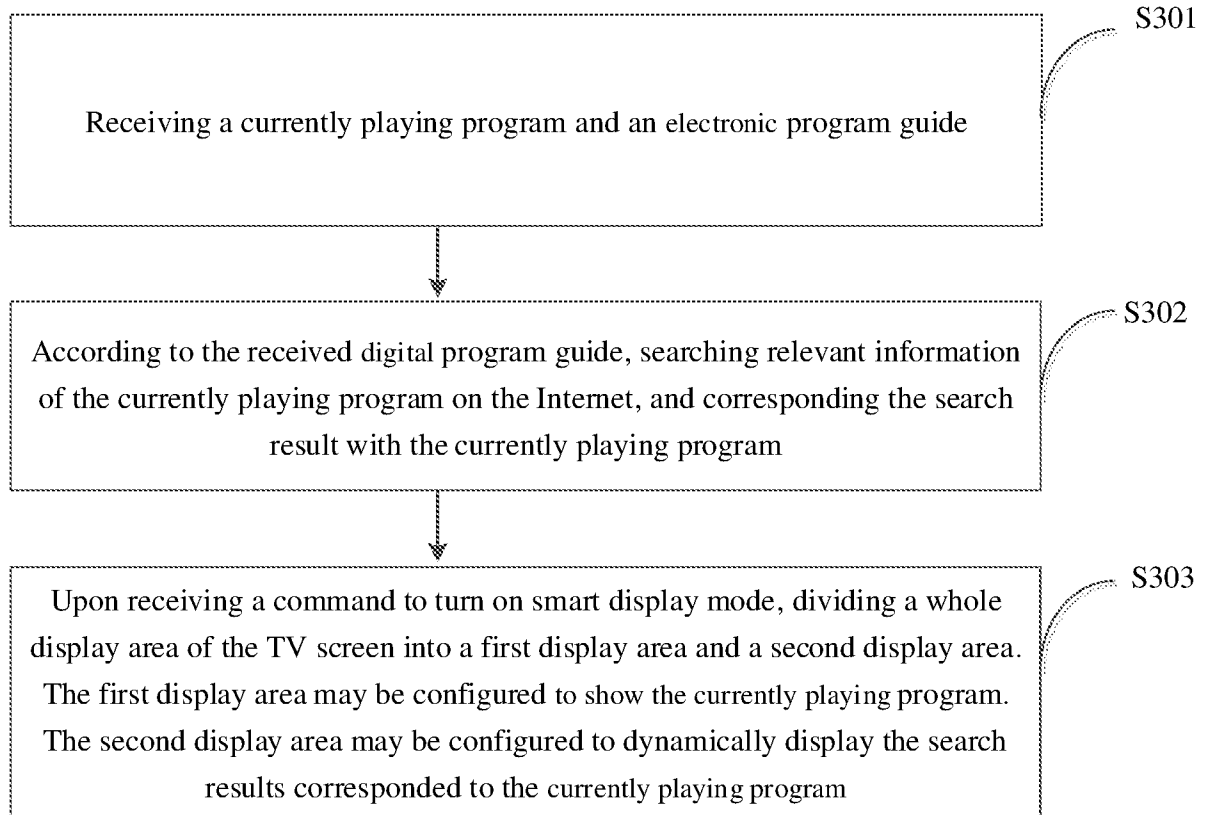 S301
Receiving a currently playing program and an electronic program guide
S302
According to the received digital program guide, searching relevant information
of the currently playing program on the Internet, and corresponding the search
result with the currently playing program
S303
Upon receiving a command to turn on smart display mode, dividing a whole
display area of the TV screen into a first display area and a second display area.
The first display area may be configured to show the currently playing program.
The second display area may be configured to dynamically display the search
results corresponded to the currently playing program